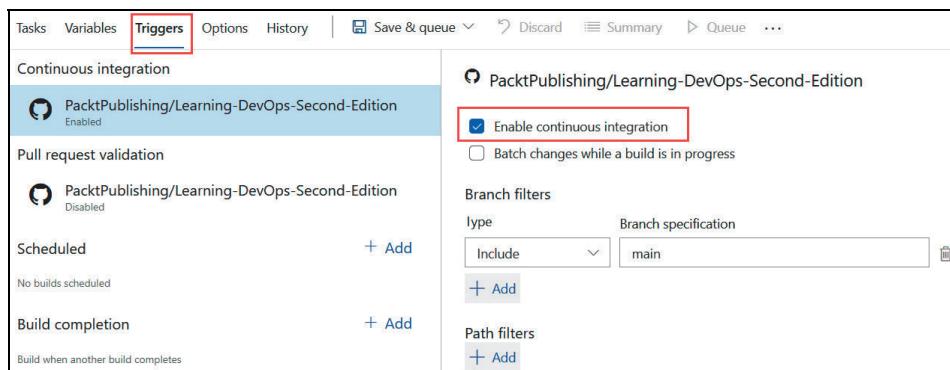 Tasks Variables Triggers Options History Save & queue Discard Summary Queue ...
Continuous integration
PacktPublishing/Learning-DevOps-Second-Edition
Enabled
Pull request validation
PacktPublishing/Learning-DevOps-Second-Edition
Disabled
Scheduled + Add
No builds scheduled
Build completion + Add
Build when another build completes
PacktPublishing/Learning-DevOps-Second-Edition
Enable continuous integration
Batch changes while a build is in progress
Branch filters
Type Branch specification
Include main
+ Add
Path filters
+ Add